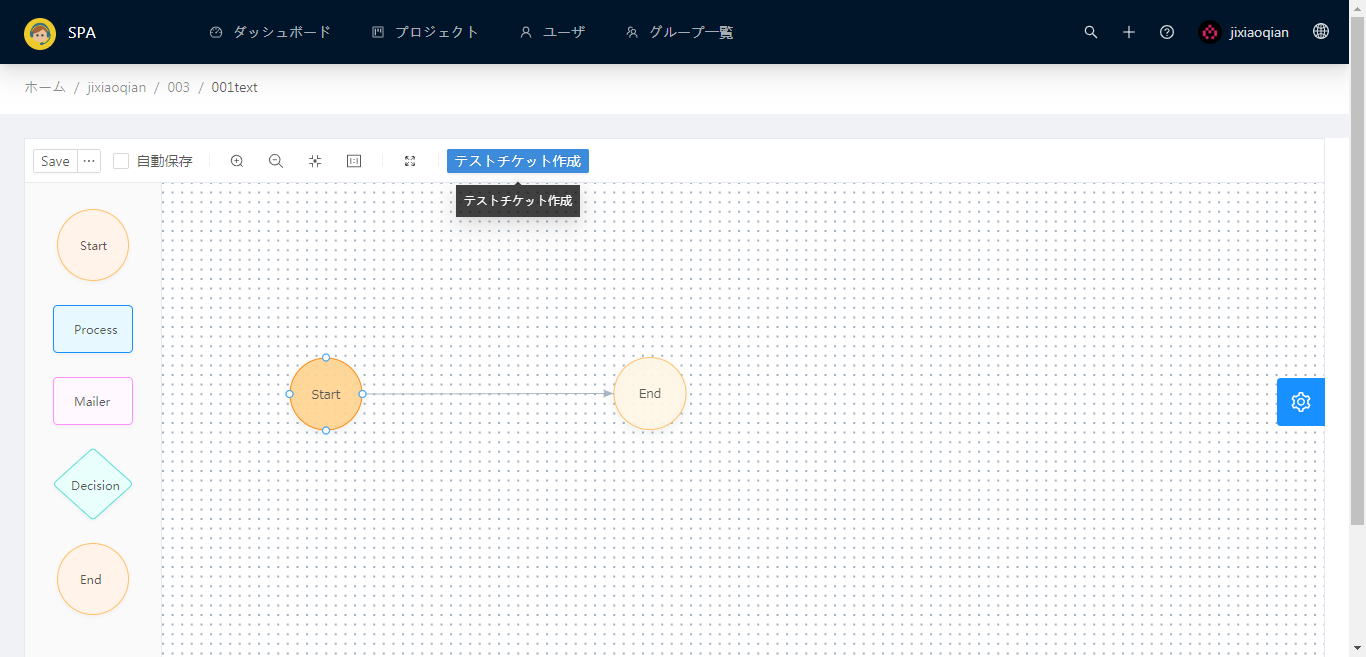 SPA ダッシュボード プロジェクト ユーザ グループ一覧 jixiaoqian
ホーム / jixiaoqian / 003 / 001text
Save ··· 自動保存 テストチケット作成
テストチケット作成
Start
Process
Start End
Mailer
Decision
End